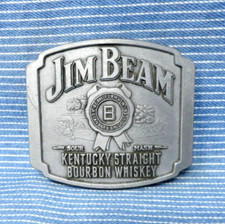 JIM BEAM
B
SOUR MASH
KENTUCKY STRAIGHT
BOURBON WHISKEY